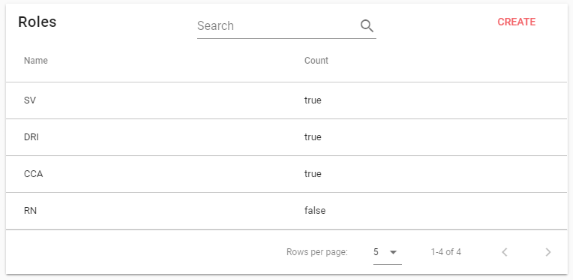 Roles
Search
CREATE
Name Count
SV true
DRI true
CCA true
RN false
Rows per page: 5 1-4 of 4